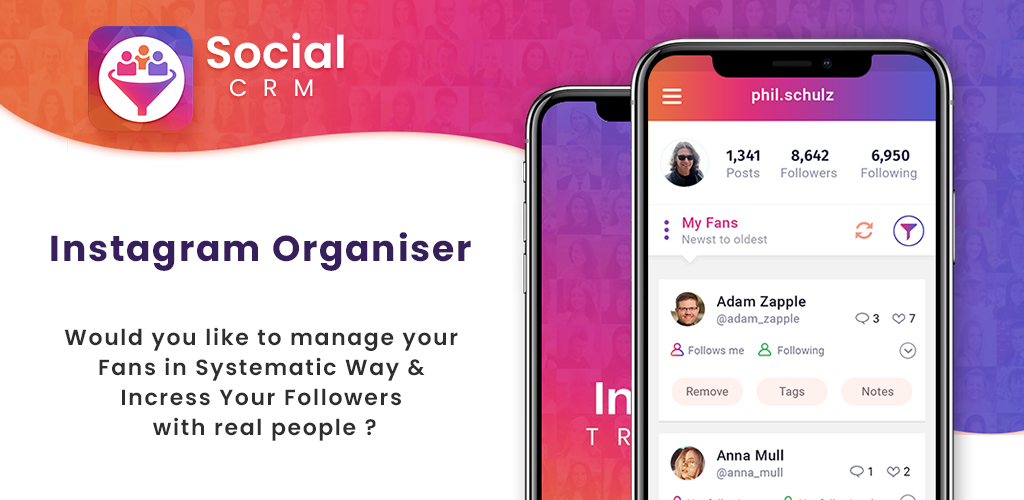 Social
CRM
Instagram Organiser
Would you like to manage your
Fans in Systematic Way &
Incress Your Followers
with real people ?
In
TR
phil.schulz
1,341 8,642 6,950
Posts Followers Following
My Fans
Newst to oldest
Adam Zapple
@adam_zapple 3 7
Follows me Following
Remove Tags Notes
Anna Mull
@anna_mull 1 2